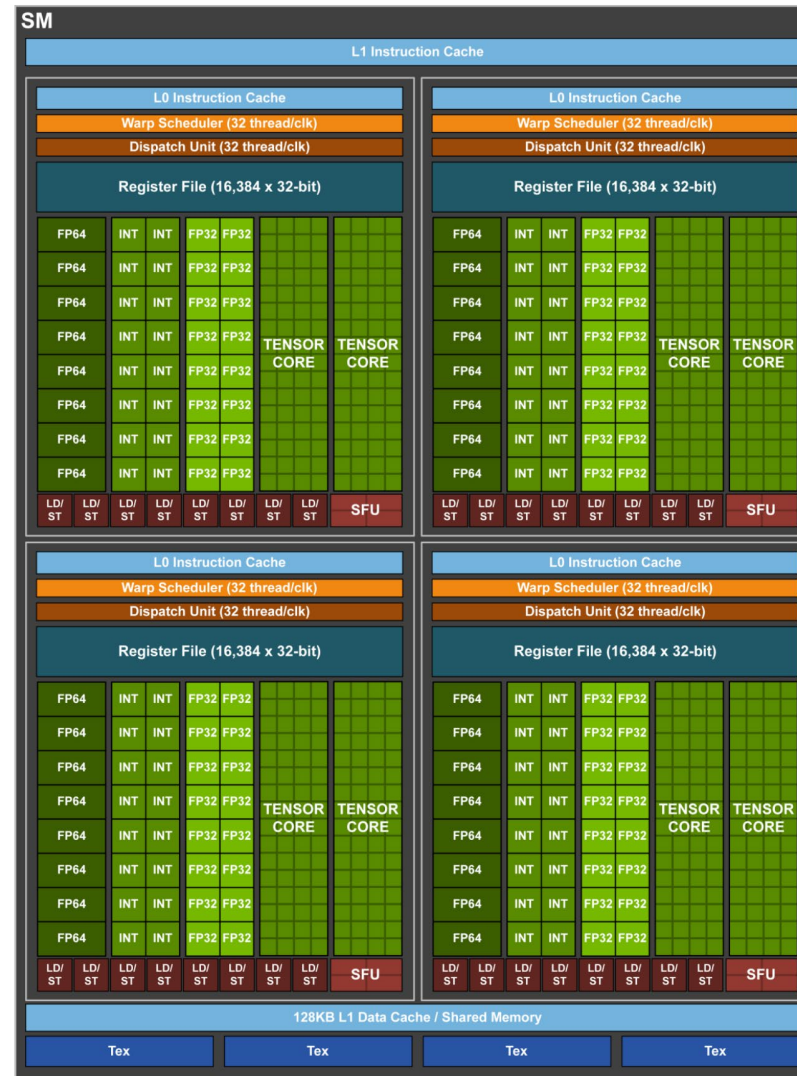 SM
L1 Instruction Cache
L0 Instruction Cache
Warp Scheduler (32 thread/clk)
Dispatch Unit (32 thread/clk)
Register File (16,384 x 32-bit)
FP64 INT INT FP32 FP32
FP64 INT INT FP32 FP32
FP64 INT INT FP32 FP32
FP64 INT INT FP32 FP32
FP64 INT INT FP32 FP32
FP64 INT INT FP32 FP32
FP64 INT INT FP32 FP32
FP64 INT INT FP32 FP32
TENSOR TENSOR
CORE CORE
LD/ LD/ LD/ LD/ LD/ LD/ LD/ LD/
ST ST ST ST ST ST ST ST
SFU
L0 Instruction Cache
Warp Scheduler (32 thread/clk)
Dispatch Unit (32 thread/clk)
Register File (16,384 x 32-bit)
FP64 INT INT FP32 FP32
FP64 INT INT FP32 FP32
FP64 INT INT FP32 FP32
FP64 INT INT FP32 FP32
FP64 INT INT FP32 FP32
FP64 INT INT FP32 FP32
FP64 INT INT FP32 FP32
FP64 INT INT FP32 FP32
TENSOR TENSOR
CORE CORE
LD/ LD/ LD/ LD/ LD/ LD/ LD/ LD/
ST ST ST ST ST ST ST ST
SFU
L0 Instruction Cache
Warp Scheduler (32 thread/clk)
Dispatch Unit (32 thread/clk)
Register File (16,384 x 32-bit)
FP64 INT INT FP32 FP32
FP64 INT INT FP32 FP32
FP64 INT INT FP32 FP32
FP64 INT INT FP32 FP32
FP64 INT INT FP32 FP32
FP64 INT INT FP32 FP32
FP64 INT INT FP32 FP32
FP64 INT INT FP32 FP32
TENSOR TENSOR
CORE CORE
LD/ LD/ LD/ LD/ LD/ LD/ LD/ LD/
ST ST ST ST ST ST ST ST
SFU
L0 Instruction Cache
Warp Scheduler (32 thread/clk)
Dispatch Unit (32 thread/clk)
Register File (16,384 x 32-bit)
FP64 INT INT FP32 FP32
FP64 INT INT FP32 FP32
FP64 INT INT FP32 FP32
FP64 INT INT FP32 FP32
FP64 INT INT FP32 FP32
FP64 INT INT FP32 FP32
FP64 INT INT FP32 FP32
FP64 INT INT FP32 FP32
TENSOR TENSOR
CORE CORE
LD/ LD/ LD/ LD/ LD/ LD/ LD/ LD/
ST ST ST ST ST ST ST ST
SFU
128KB L1 Data Cache / Shared Memory
Tex Tex Tex Tex